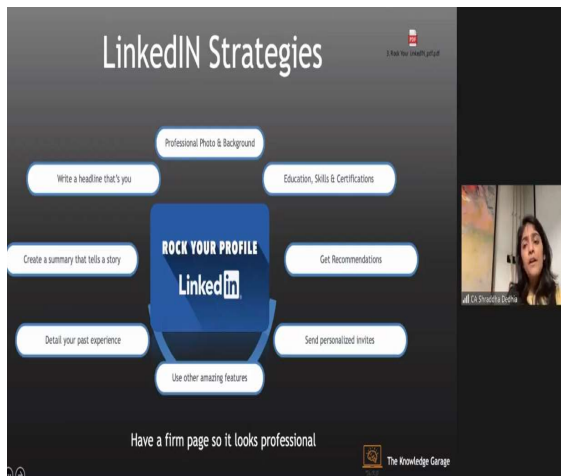 LinkedIN Strategies
PDF
Professional Photo & Background
Write a headline that's you
Education, Skills & Certifications
ROCK YOUR PROFILE
Linked in
Create a summary that tells a story
Get Recommendations
Detail your past experience
Send personalized invites
Use other amazing features
Have a firm page so it looks professional
The Knowledge Garage
CA Shraddha Dedhia